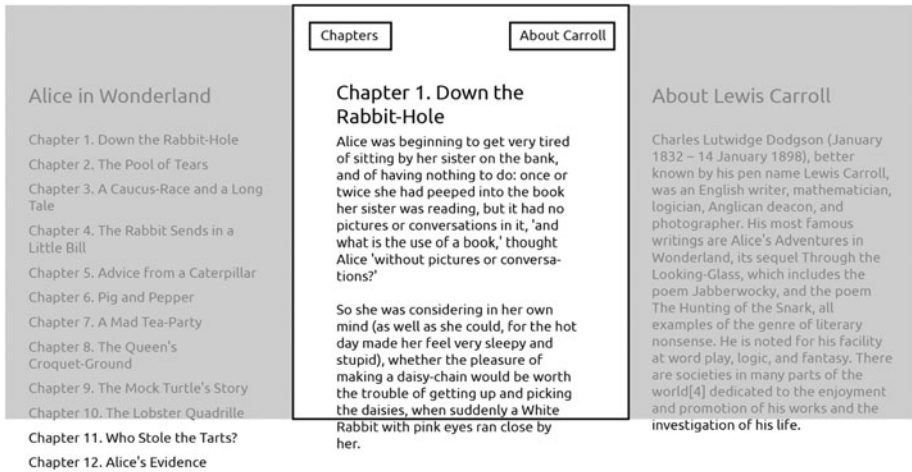 Alice in Wonderland
Chapter 1. Down the Rabbit-Hole
Chapter 2. The Pool of Tears
Chapter 3. A Caucus-Race and a Long
Tale
Chapter 4. The Rabbit Sends in a
Little Bill
Chapter 5. Advice from a Caterpillar
Chapter 6. Pig and Pepper
Chapter 7. A Mad Tea-Party
Chapter 8. The Queen's
Croquet-Ground
Chapter 9. The Mock Turtle's Story
Chapter 10. The Lobster Quadrille
Chapter 11. Who Stole the Tarts?
Chapter 12. Alice's Evidence
Chapters
About Carroll
Chapter 1. Down the
Rabbit-Hole
Alice was beginning to get very tired
of sitting by her sister on the bank,
and of having nothing to do: once or
twice she had peeped into the book
her sister was reading, but it had no
pictures or conversations in it, 'and
what is the use of a book,' thought
Alice 'without pictures or conversa-
tions?'
So she was considering in her own
mind (as well as she could, for the hot
day made her feel very sleepy and
stupid), whether the pleasure of
making a daisy-chain would be worth
the trouble of getting up and picking
the daisies, when suddenly a White
Rabbit with pink eyes ran close by
her.
About Lewis Carroll
Charles Lutwidge Dodgson (January
1832 – 14 January 1898), better
known by his pen name Lewis Carroll,
was an English writer, mathematician,
logician, Anglican deacon, and
photographer. His most famous
writings are Alice's Adventures in
Wonderland, its sequel Through the
Looking-Glass, which includes the
poem Jabberwocky, and the poem
The Hunting of the Snark, all
examples of the genre of literary
nonsense. He is noted for his facility
at word play, logic, and fantasy. There
are societies in many parts of the
world[4] dedicated to the enjoyment
and promotion of his works and the
investigation of his life.